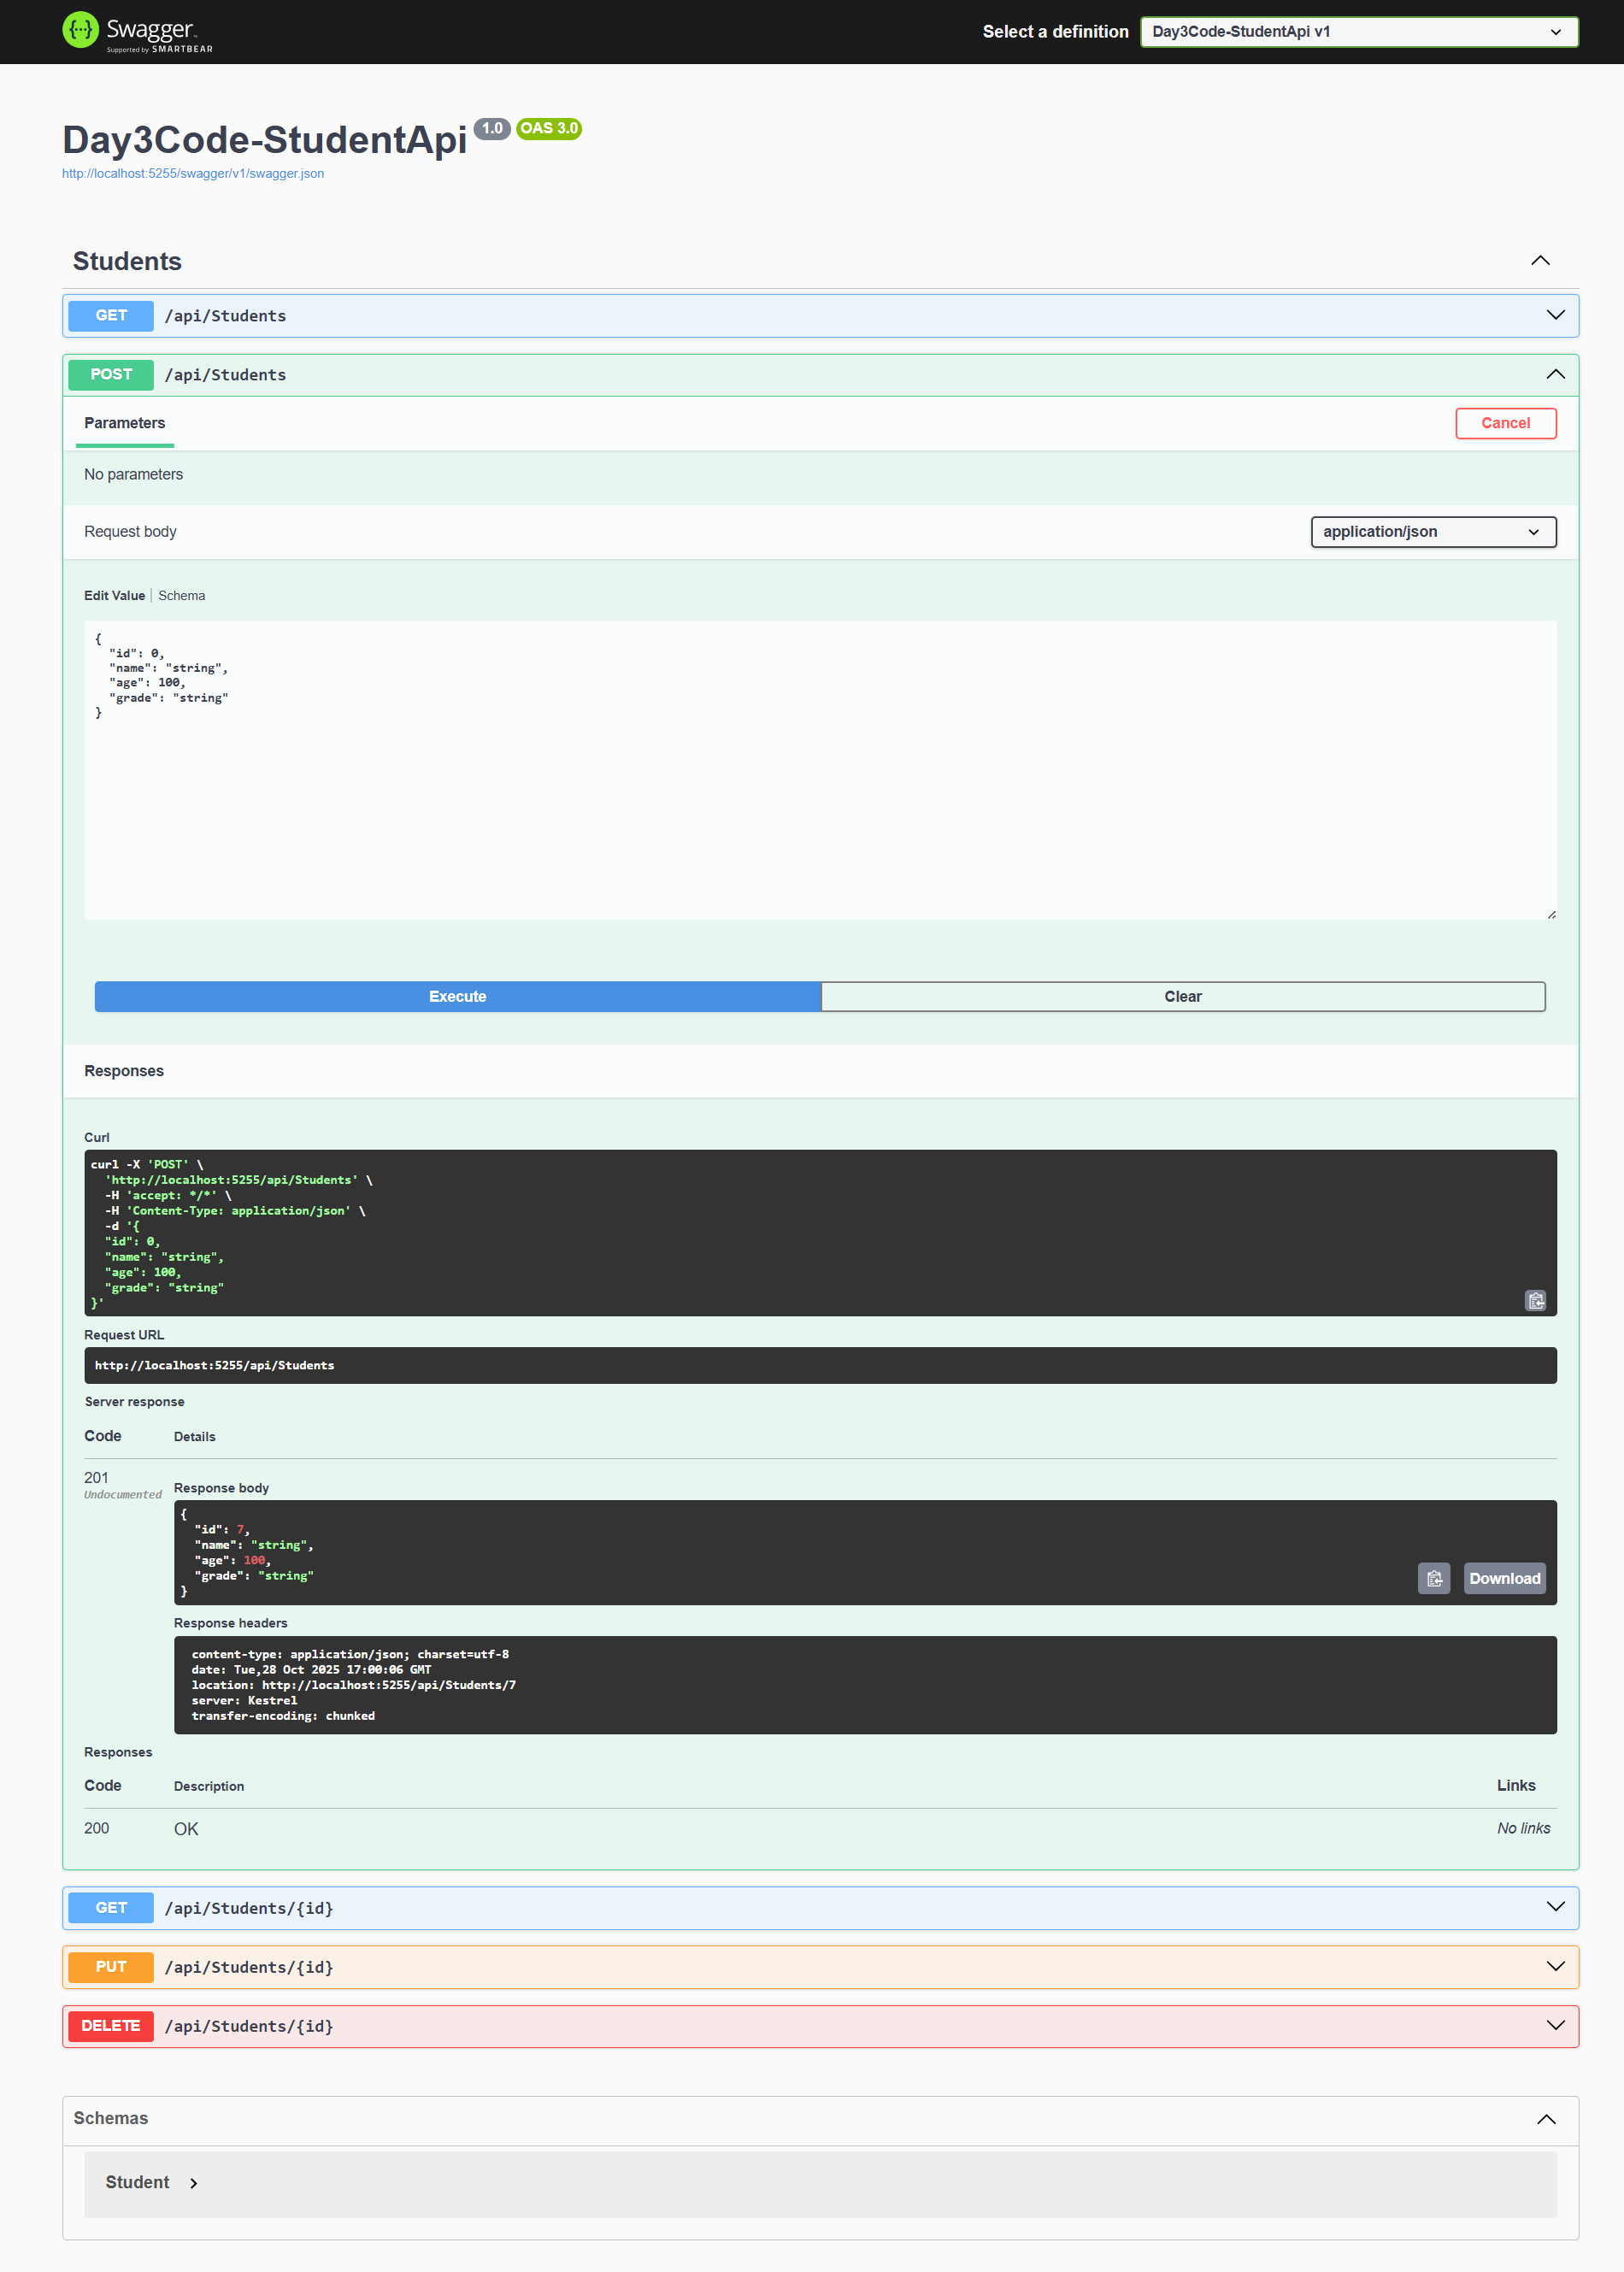 Swagger
Supported by SMARTBEAR
Select a definition
Day3Code-StudentApi v1
Day3Code-StudentApi 1.0 OAS 3.0
http://localhost:5255/swagger/v1/swagger.json
Students
GET /api/Students
POST /api/Students
Parameters
Cancel
No parameters
Request body
application/json
Edit Value | Schema
{
  "id": 0,
  "name": "string",
  "age": 100,
  "grade": "string"
}
Execute
Clear
Responses
Curl
curl -X 'POST' \
  'http://localhost:5255/api/Students' \
  -H 'accept: */*' \
  -H 'Content-Type: application/json' \
  -d '{
  "id": 0,
  "name": "string",
  "age": 100,
  "grade": "string"
}'
Request URL
http://localhost:5255/api/Students
Server response
Code Details
201
Undocumented
Response body
{
  "id": 7,
  "name": "string",
  "age": 100,
  "grade": "string"
}
Download
Response headers
content-type: application/json; charset=utf-8
date: Tue,28 Oct 2025 17:00:06 GMT
location: http://localhost:5255/api/Students/7
server: Kestrel
transfer-encoding: chunked
Responses
Code Description Links
200 OK No links
GET /api/Students/{id}
PUT /api/Students/{id}
DELETE /api/Students/{id}
Schemas
Student